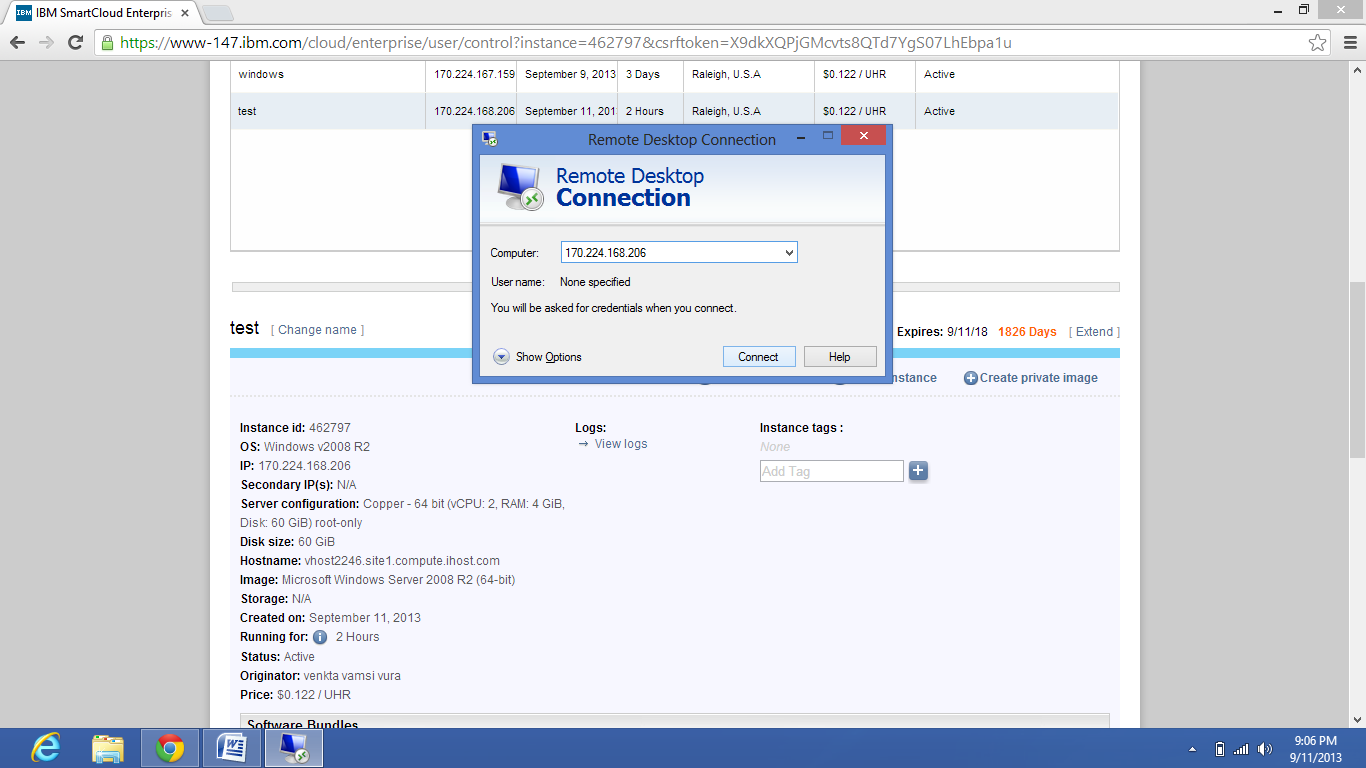 IBM SmartCloud Enterpris
https://www-147.ibm.com/cloud/enterprise/user/control?instance=462797&csrftoken=X9dkXQPjGMcvts8QTd7YgS07LhEbpa1u
windows 170.224.167.159 September 9, 2013 3 Days Raleigh, U.S.A $0.122 / UHR Active
test 170.224.168.206 September 11, 201 2 Hours Raleigh, U.S.A $0.122 / UHR Active
Remote Desktop Connection
Remote Desktop
Connection
Computer: 170.224.168.206
User name: None specified
You will be asked for credentials when you connect.
Show Options Connect Help
test [ Change name ] Expires: 9/11/18 1826 Days [ Extend ]
nstance Create private image
Instance id: 462797
OS: Windows v2008 R2
IP: 170.224.168.206
Secondary IP(s): N/A
Server configuration: Copper - 64 bit (vCPU: 2, RAM: 4 GiB,
Disk: 60 GiB) root-only
Disk size: 60 GiB
Hostname: vhost2246.site1.compute.ihost.com
Image: Microsoft Windows Server 2008 R2 (64-bit)
Storage: N/A
Created on: September 11, 2013
Running for: 2 Hours
Status: Active
Originator: venkta vamsi vura
Price: $0.122 / UHR
Logs:
→ View logs
Instance tags :
None
Add Tag
Software Bundles
9:06 PM
9/11/2013